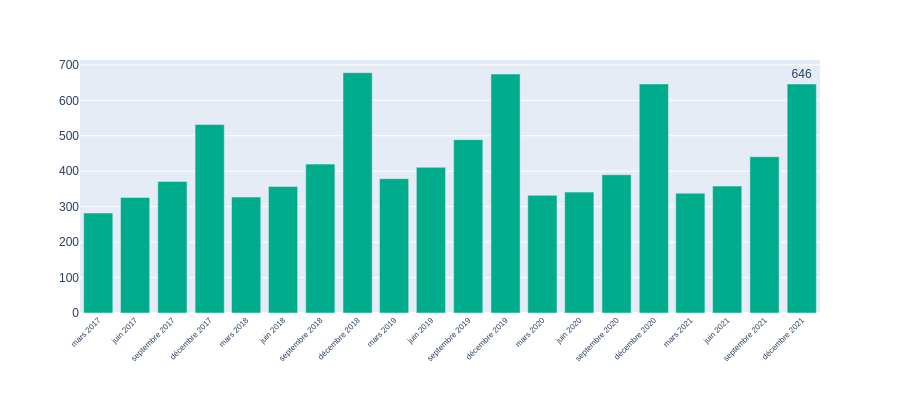 700
600
500
400
300
200
100
0
646
mars 2017
juin 2017
septembre 2017
décembre 2017
mars 2018
juin 2018
septembre 2018
décembre 2018
mars 2019
juin 2019
septembre 2019
décembre 2019
mars 2020
juin 2020
septembre 2020
décembre 2020
mars 2021
juin 2021
septembre 2021
décembre 2021